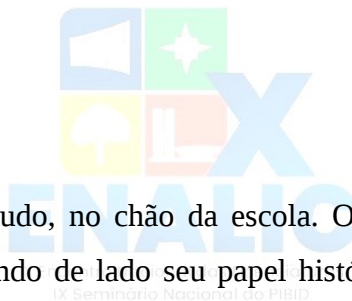 X
ENALIC
udo, no chão da escola. O
ndo de lado seu papel histó
IX Seminário Nacional do PIBID